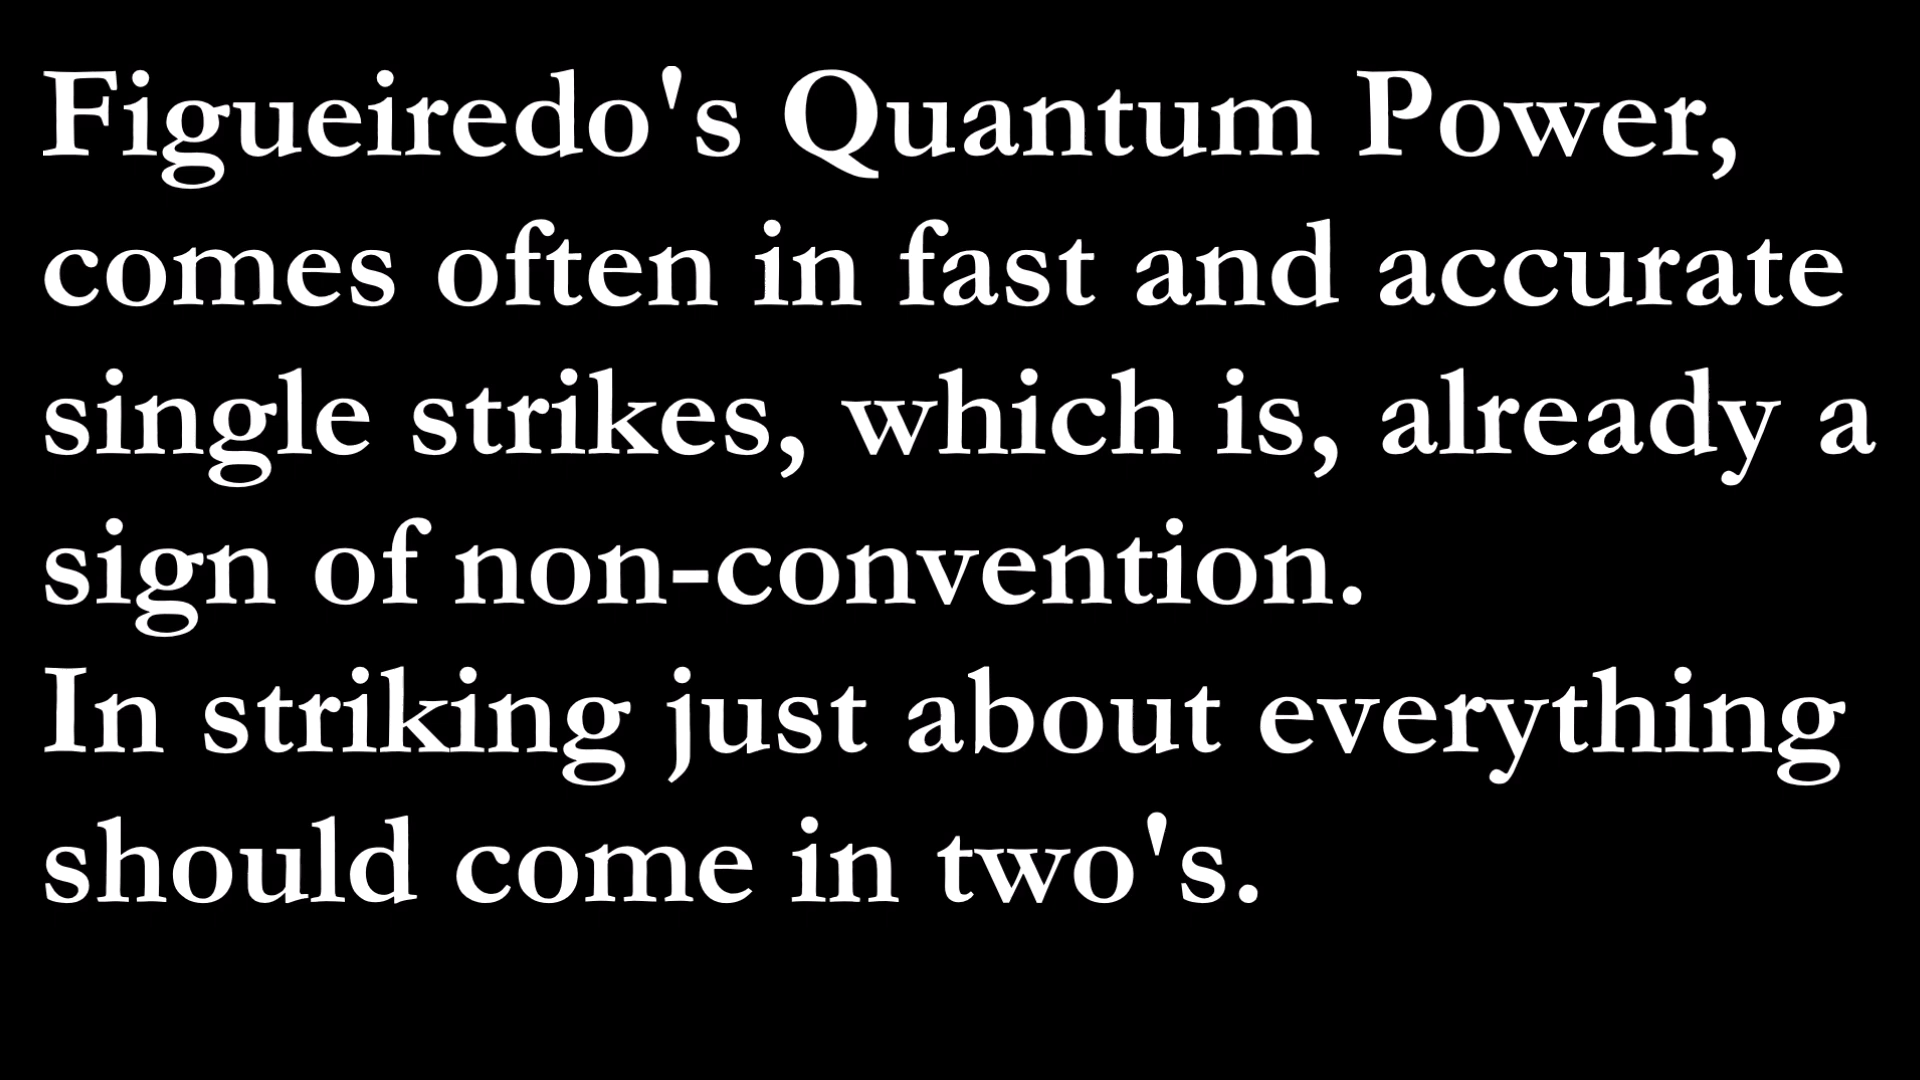 Figueiredo's Quantum Power,
comes often in fast and accurate
single strikes, which is, already a
sign of non-convention.
In striking just about everything
should come in two's.